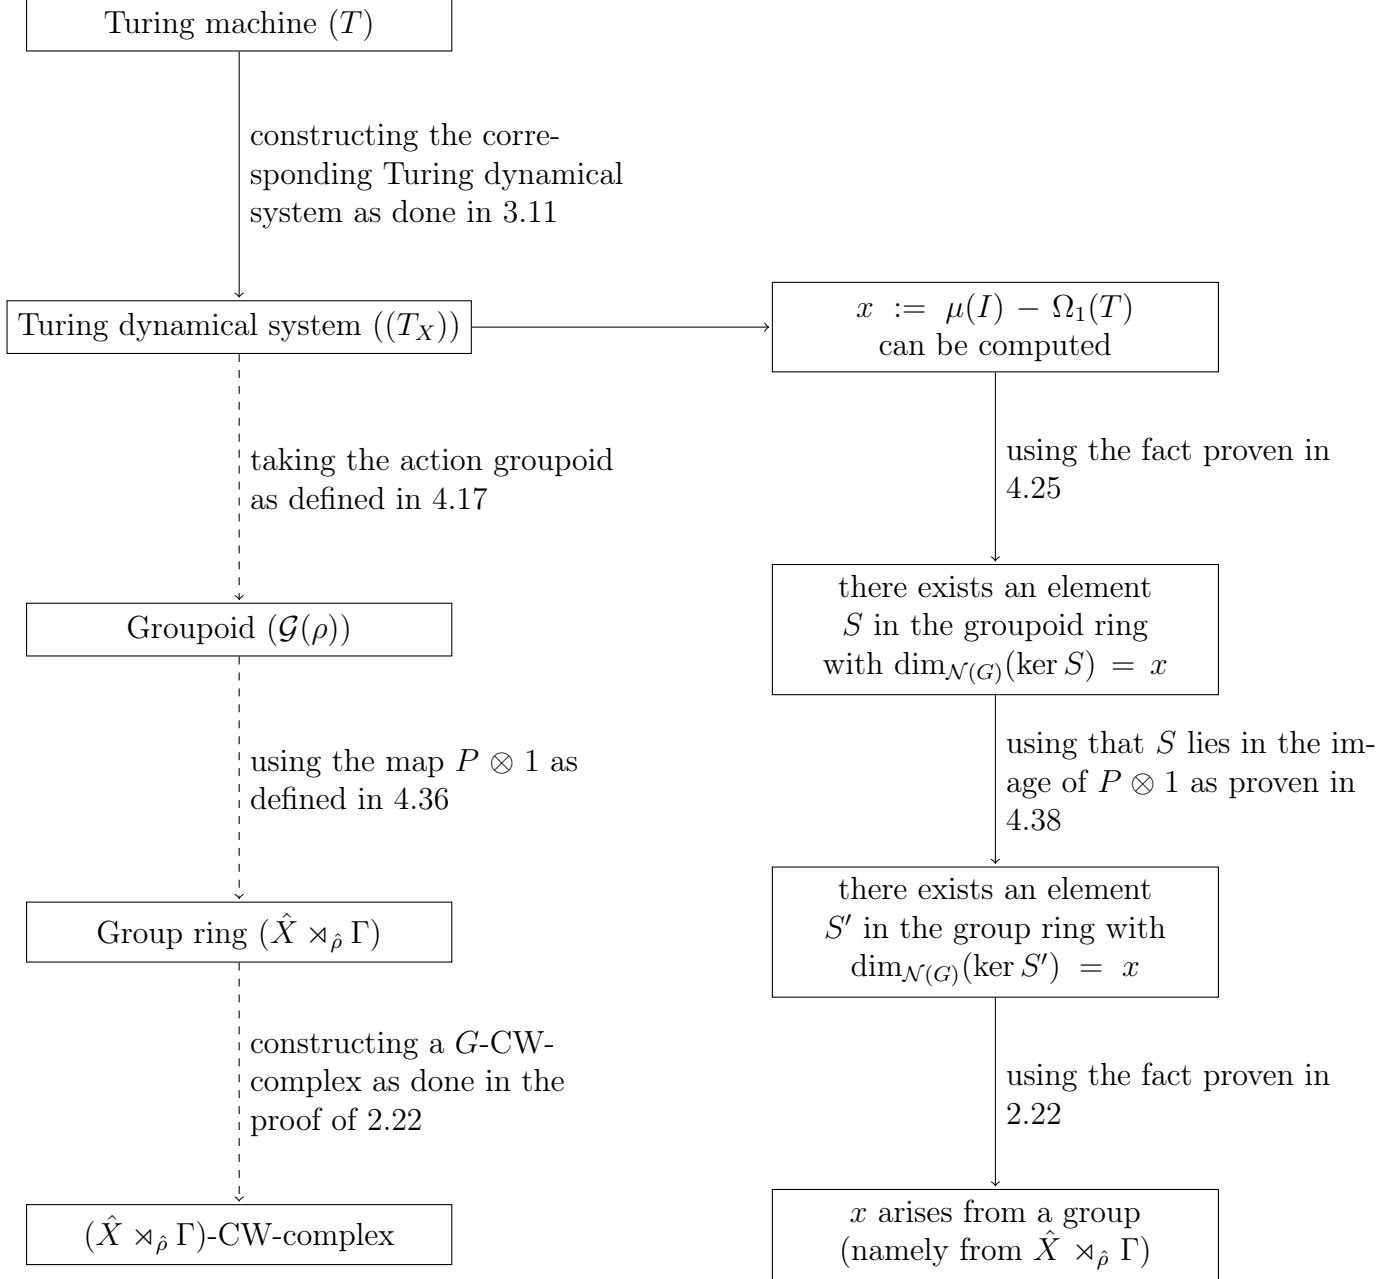 Turing machine (T)
constructing the corre-
sponding Turing dynamical
system as done in 3.11
Turing dynamical system ((T_X))
x := μ(I) − Ω₁(T)
can be computed
taking the action groupoid
as defined in 4.17
using the fact proven in
4.25
Groupoid (𝒢(ρ))
there exists an element
S in the groupoid ring
with dim_{𝒩(G)}(ker S) = x
using the map P ⊗ 1 as
defined in 4.36
using that S lies in the im-
age of P ⊗ 1 as proven in
4.38
Group ring (X̂ ⋊_ρ̂ Γ)
there exists an element
S′ in the group ring with
dim_{𝒩(G)}(ker S′) = x
constructing a G-CW-
complex as done in the
proof of 2.22
using the fact proven in
2.22
(X̂ ⋊_ρ̂ Γ)-CW-complex
x arises from a group
(namely from X̂ ⋊_ρ̂ Γ)